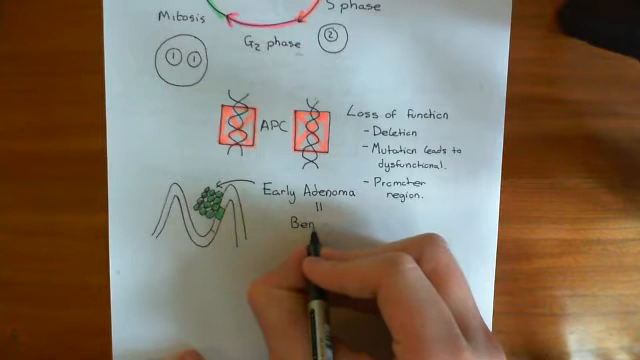 S phase
Mitosis
G2 phase
2
1 1
APC
Loss of function
- Deletion
- Mutation leads to
dysfunctional.
- Promoter
region.
Early Adenoma
=
Ben